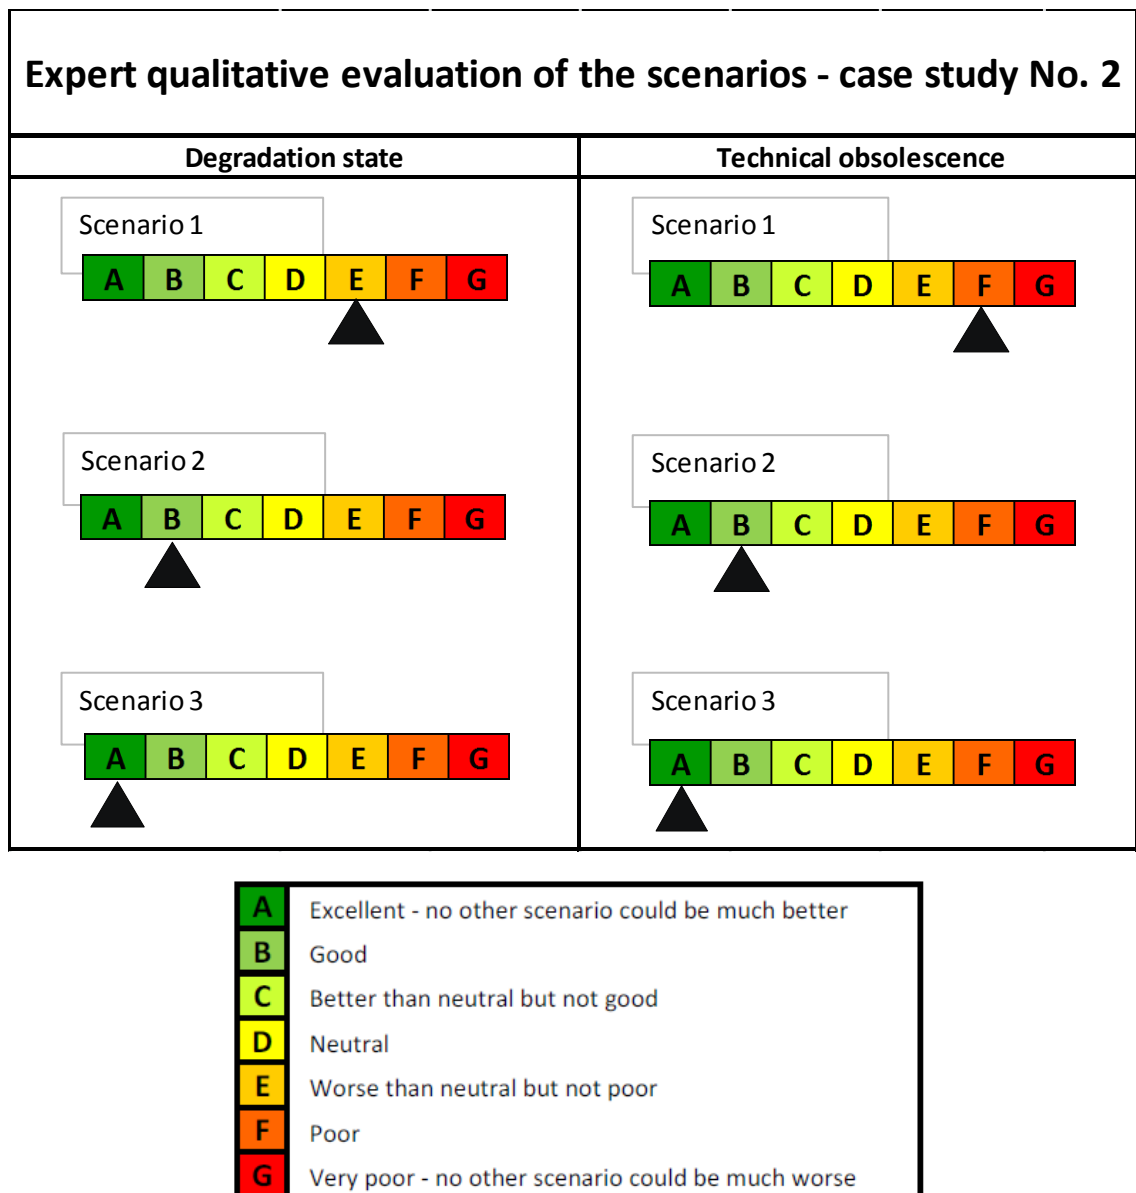 Expert qualitative evaluation of the scenarios - case study No. 2
Degradation state
Technical obsolescence
Scenario 1
A B C D E F G
Scenario 1
A B C D E F G
Scenario 2
A B C D E F G
Scenario 2
A B C D E F G
Scenario 3
A B C D E F G
Scenario 3
A B C D E F G
A Excellent - no other scenario could be much better
B Good
C Better than neutral but not good
D Neutral
E Worse than neutral but not poor
F Poor
G Very poor - no other scenario could be much worse